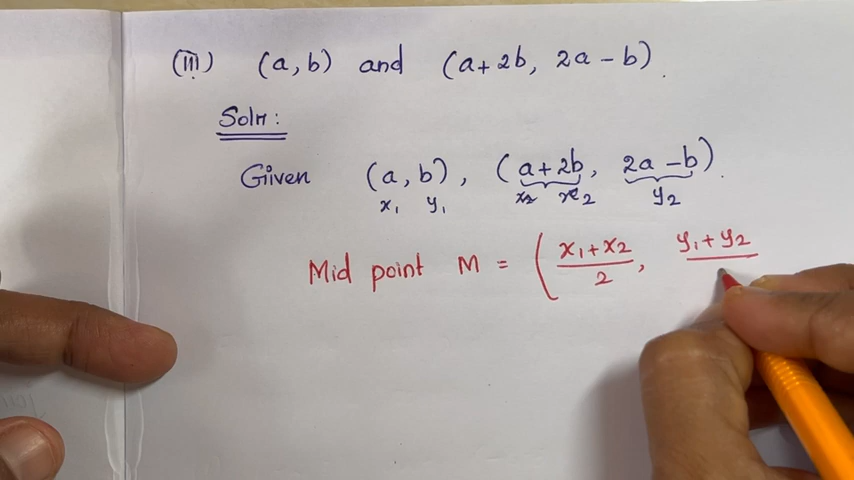 (III) (a, b) and (a+2b, 2a-b).
Soln:
Given (a, b), (a+2b, 2a-b).
x₁ y₁ x₂ y₂
Mid point M = ( x₁+x₂ / 2 , y₁+y₂ /